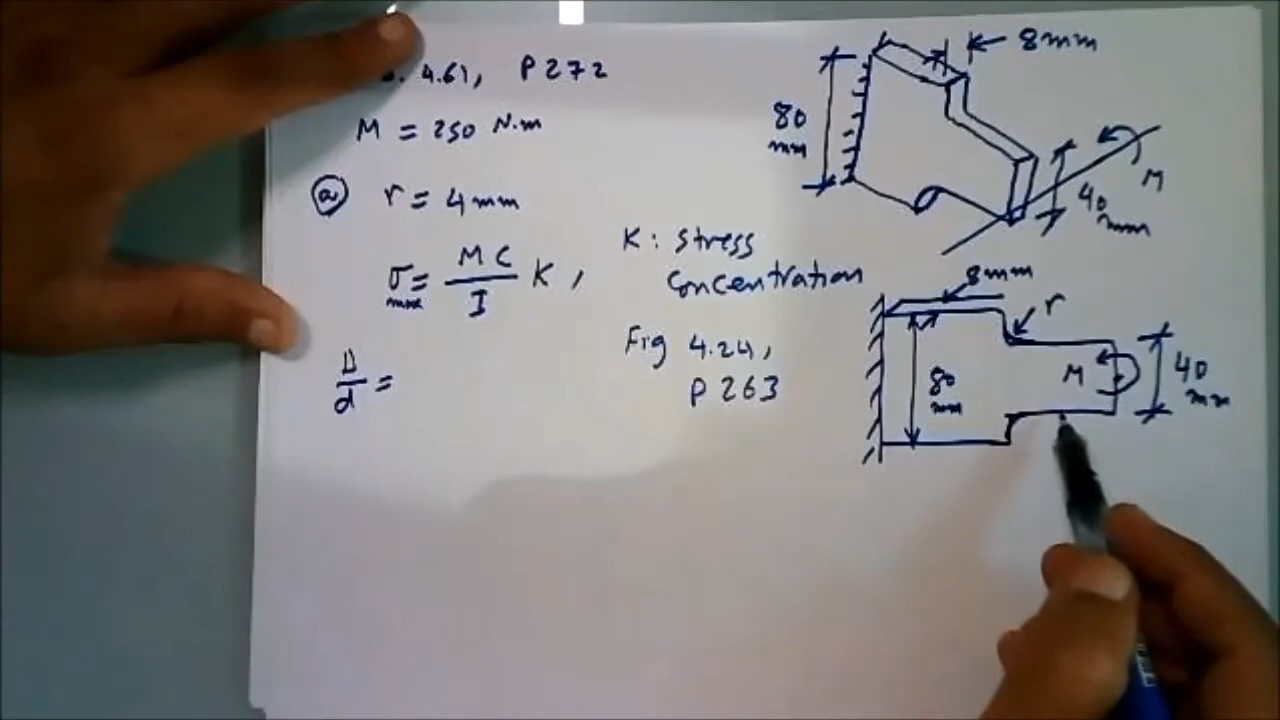 4.61, P 272
M = 250 N.m
a r = 4 mm
σmax = MC/I K,
K: Stress
Concentration
Fig 4.24,
P 263
D/d =
8mm
80
mm
M
40
mm
8mm
r
80
mm
M
40
mm